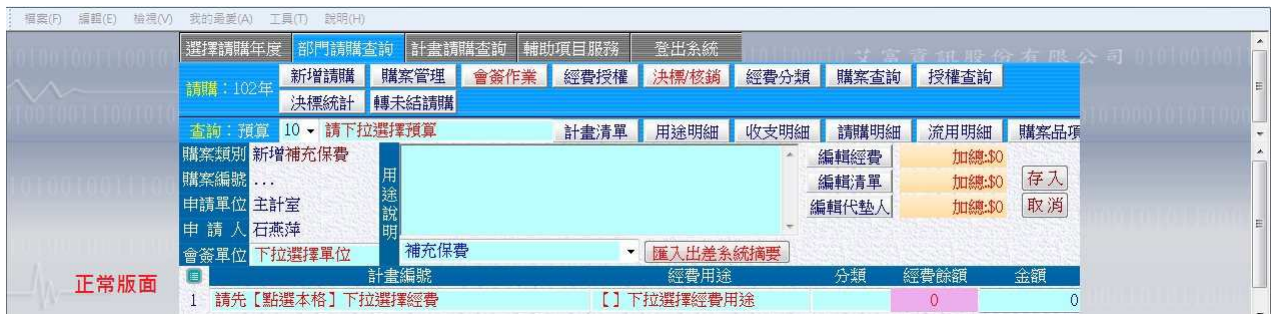 檔案(F) 編輯(E) 檢視(V) 我的最愛(A) 工具(T) 說明(H)
選擇請購年度 部門請購查詢 計畫請購查詢 輔助項目服務 登出系統
艾富資訊股份有限公司
請購：102年 新增請購 購案管理 會簽作業 經費授權 決標/核銷 經費分類 購案查詢 授權查詢
決標統計 轉未結請購
查詢：預算 10 請下拉選擇預算 計畫清單 用途明細 收支明細 請購明細 流用明細 購案品項
購案類別 新增補充保費 編輯經費 加總:$0
購案編號 ... 用途說明 編輯清單 加總:$0 存入
申請單位 主計室 編輯代墊人 加總:$0 取消
申請人 石燕萍
會簽單位 下拉選擇單位 補充保費 匯入出差系統摘要
正常版面
計畫編號 經費用途 分類 經費餘額 金額
1 請先【點選本格】下拉選擇經費 [ ] 下拉選擇經費用途 0 0